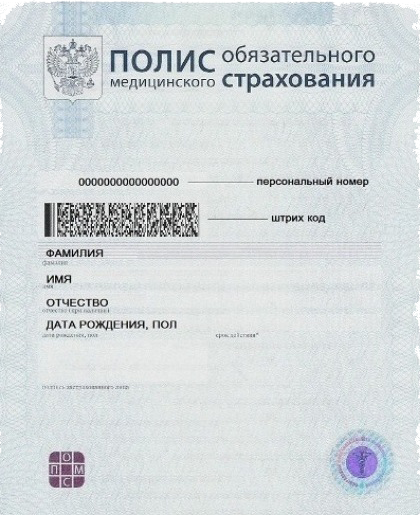 ПОЛИС обязательного
медицинского страхования
0000000000000000 персональный номер
штрих код
ФАМИЛИЯ
фамилия
ИМЯ
имя
ОТЧЕСТВО
отчество (при наличии)
ДАТА РОЖДЕНИЯ, ПОЛ
дата рождения, пол срок действия*
подпись застрахованного лица
О
П М
С